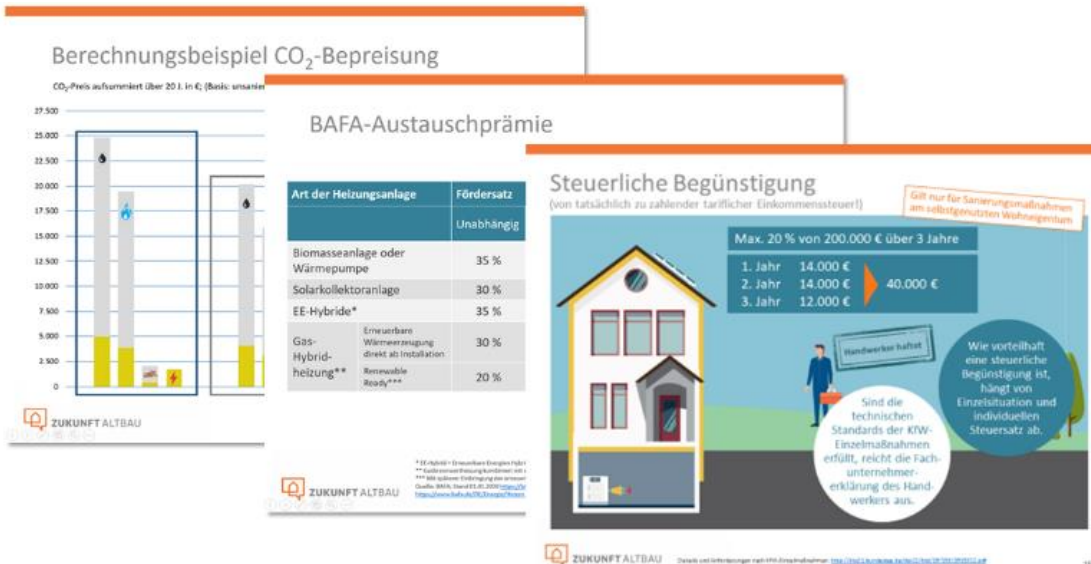 Berechnungsbeispiel CO₂-Bepreisung
CO₂-Preis aufsummiert über 20 J. in €; (Basis:
27.500
25.000
22.500
20.000
17.500
15.000
12.500
10.000
7.500
5.000
2.500
0
ZUKUNFT ALTBAU
BAFA-Austauschprämie
Art der Heizungsanlage Fördersatz
Unabhängig
Biomasseanlage oder
Wärmepumpe
35 %
Solarkollektoranlage 30 %
EE-Hybride* 35 %
Gas-
Hybrid-
heizung**
Erneuerbare
Wärmeerzeugung
direkt ab Installation
30 %
Renewable
Ready***
20 %
ZUKUNFT ALTBAU
Steuerliche Begünstigung
(von tatsächlich zu zahlender tariflicher Einkommenssteuer!)
Gilt nur für Sanierungsmaßnahmen
am selbstgenutzten Wohneigentum
Max. 20 % von 200.000 € über 3 Jahre
1. Jahr 14.000 €
2. Jahr 14.000 €
3. Jahr 12.000 €
40.000 €
Handwerker haftet
Wie vorteilhaft
eine steuerliche
Begünstigung ist,
hängt von
Einzelsituation und
individuellen
Steuersatz ab.
Sind die
technischen
Standards der KfW-
Einzelmaßnahmen
erfüllt, reicht die Fach-
unternehmer-
erklärung des Hand-
werkers aus.
ZUKUNFT ALTBAU